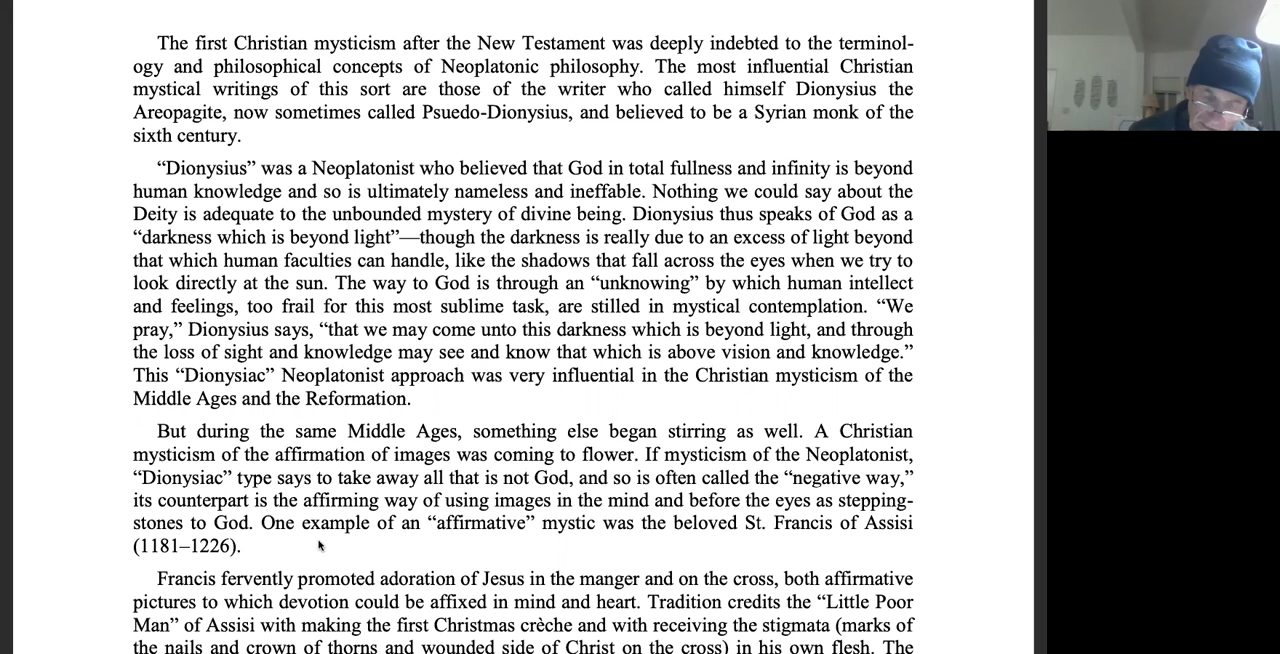 The first Christian mysticism after the New Testament was deeply indebted to the terminol-
ogy and philosophical concepts of Neoplatonic philosophy. The most influential Christian
mystical writings of this sort are those of the writer who called himself Dionysius the
Areopagite, now sometimes called Psuedo-Dionysius, and believed to be a Syrian monk of the
sixth century.
“Dionysius” was a Neoplatonist who believed that God in total fullness and infinity is beyond
human knowledge and so is ultimately nameless and ineffable. Nothing we could say about the
Deity is adequate to the unbounded mystery of divine being. Dionysius thus speaks of God as a
“darkness which is beyond light”—though the darkness is really due to an excess of light beyond
that which human faculties can handle, like the shadows that fall across the eyes when we try to
look directly at the sun. The way to God is through an “unknowing” by which human intellect
and feelings, too frail for this most sublime task, are stilled in mystical contemplation. “We
pray,” Dionysius says, “that we may come unto this darkness which is beyond light, and through
the loss of sight and knowledge may see and know that which is above vision and knowledge.”
This “Dionysiac” Neoplatonist approach was very influential in the Christian mysticism of the
Middle Ages and the Reformation.
But during the same Middle Ages, something else began stirring as well. A Christian
mysticism of the affirmation of images was coming to flower. If mysticism of the Neoplatonist,
“Dionysiac” type says to take away all that is not God, and so is often called the “negative way,”
its counterpart is the affirming way of using images in the mind and before the eyes as stepping-
stones to God. One example of an “affirmative” mystic was the beloved St. Francis of Assisi
(1181–1226).
Francis fervently promoted adoration of Jesus in the manger and on the cross, both affirmative
pictures to which devotion could be affixed in mind and heart. Tradition credits the “Little Poor
Man” of Assisi with making the first Christmas crèche and with receiving the stigmata (marks of
the nails and crown of thorns and wounded side of Christ on the cross) in his own flesh. The